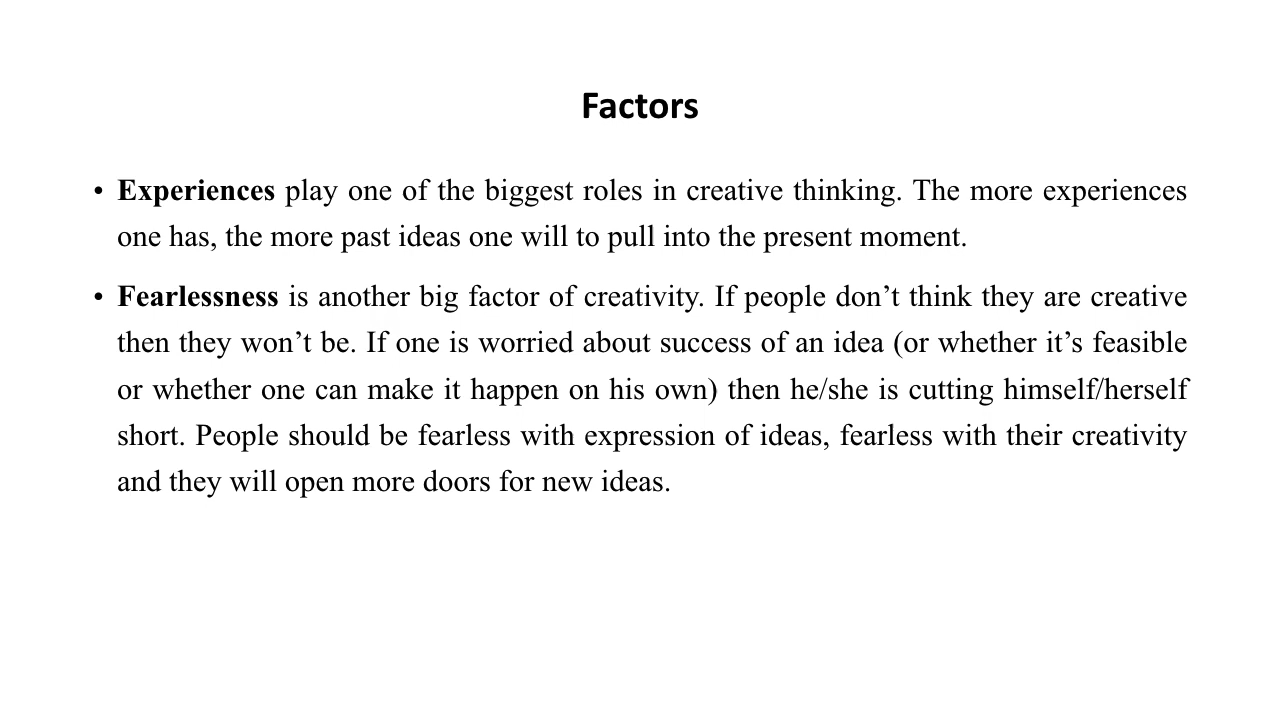 Factors
• Experiences play one of the biggest roles in creative thinking. The more experiences
one has, the more past ideas one will to pull into the present moment.
• Fearlessness is another big factor of creativity. If people don’t think they are creative
then they won’t be. If one is worried about success of an idea (or whether it’s feasible
or whether one can make it happen on his own) then he/she is cutting himself/herself
short. People should be fearless with expression of ideas, fearless with their creativity
and they will open more doors for new ideas.